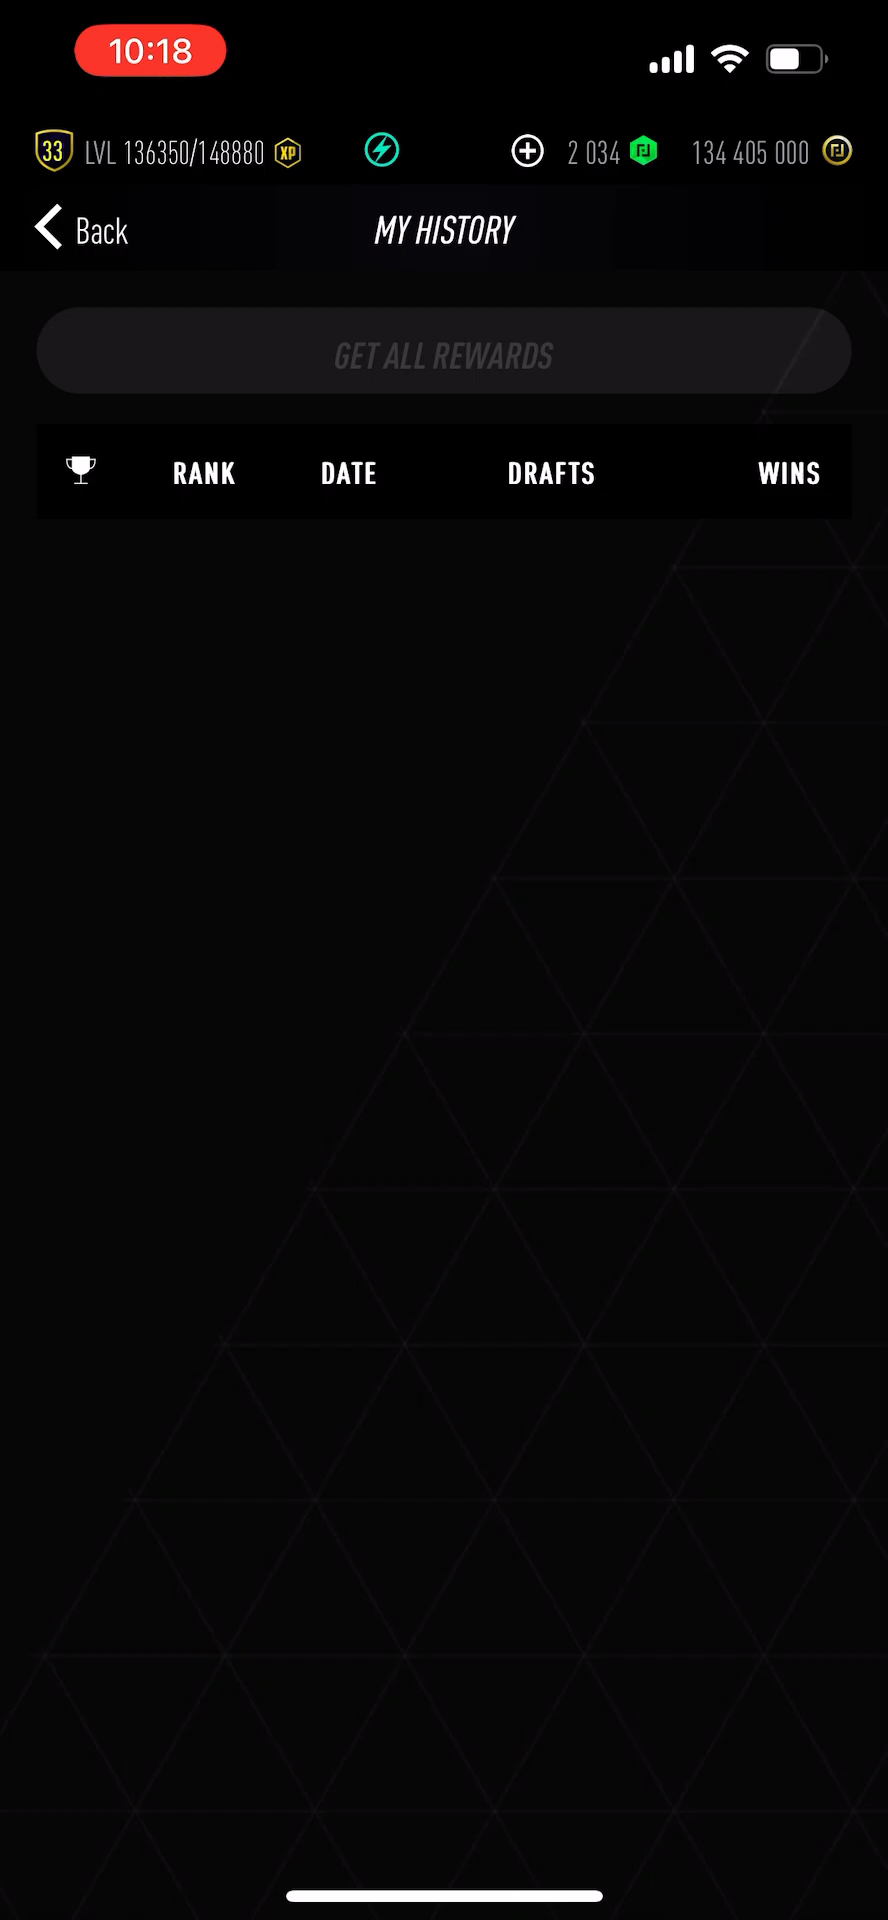 10:18
33 LVL 136350/148880 XP 2 034 134 405 000
Back MY HISTORY
GET ALL REWARDS
RANK DATE DRAFTS WINS